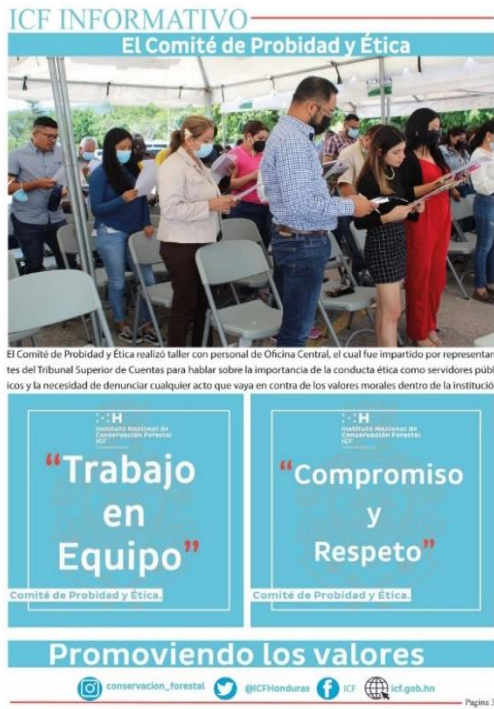 ICF INFORMATIVO
El Comité de Probidad y Ética
El Comité de Probidad y Ética realizó taller con personal de Oficina Central, el cual fue impartido por representan
tes del Tribunal Superior de Cuentas para hablar sobre la importancia de la conducta ética como servidores públ
icos y la necesidad de denunciar cualquier acto que vaya en contra de los valores morales dentro de la institució
H
Instituto Nacional de
Conservación Forestal
ICF
“Trabajo
en
Equipo”
Comité de Probidad y Ética.
H
Instituto Nacional de
Conservación Forestal
ICF
“Compromiso
y
Respeto”
Comité de Probidad y Ética.
Promoviendo los valores
conservacion_forestal @ICFHonduras ICF icf.gob.hn
Pagina 3